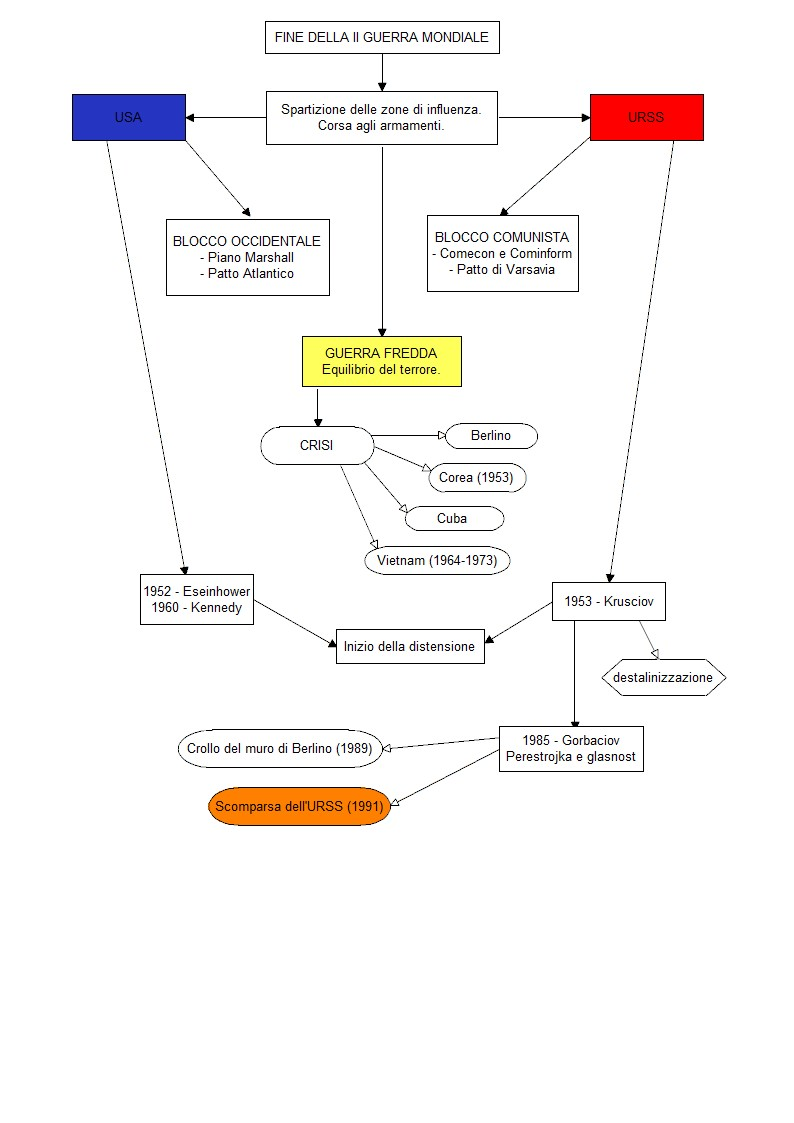 FINE DELLA II GUERRA MONDIALE
USA
Spartizione delle zone di influenza.
Corsa agli armamenti.
URSS
BLOCCO OCCIDENTALE
- Piano Marshall
- Patto Atlantico
BLOCCO COMUNISTA
- Comecon e Cominform
- Patto di Varsavia
GUERRA FREDDA
Equilibrio del terrore.
CRISI
Berlino
Corea (1953)
Cuba
Vietnam (1964-1973)
1952 - Eseinhower
1960 - Kennedy
1953 - Krusciov
Inizio della distensione
destalinizzazione
1985 - Gorbaciov
Perestrojka e glasnost
Crollo del muro di Berlino (1989)
Scomparsa dell'URSS (1991)